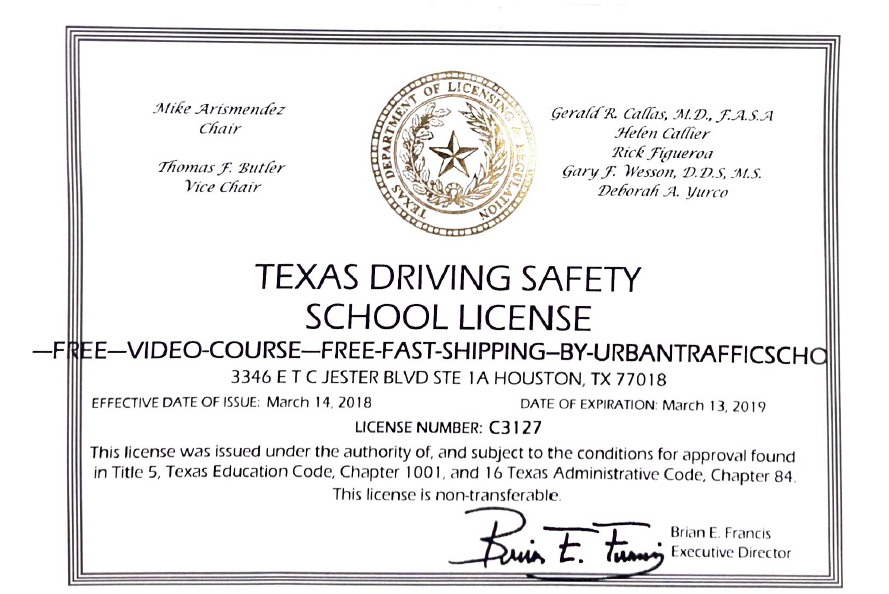 Mike Arismendez
Chair
Thomas F. Butler
Vice Chair
TEXAS DEPARTMENT OF LICENSING & REGULATION
Gerald R. Callas, M.D., F.A.S.A
Helen Callier
Rick Figueroa
Gary F. Wesson, D.D.S, M.S.
Deborah A. Yurco
TEXAS DRIVING SAFETY
SCHOOL LICENSE
—FREE—VIDEO-COURSE—FREE-FAST-SHIPPING—BY-URBANTRAFFICSCHO
3346 E T C JESTER BLVD STE 1A HOUSTON, TX 77018
EFFECTIVE DATE OF ISSUE: March 14, 2018 DATE OF EXPIRATION: March 13, 2019
LICENSE NUMBER: C3127
This license was issued under the authority of, and subject to the conditions for approval found
in Title 5, Texas Education Code, Chapter 1001, and 16 Texas Administrative Code, Chapter 84.
This license is non-transferable.
Brian E. Francis
Brian E. Francis
Executive Director
TEXAS